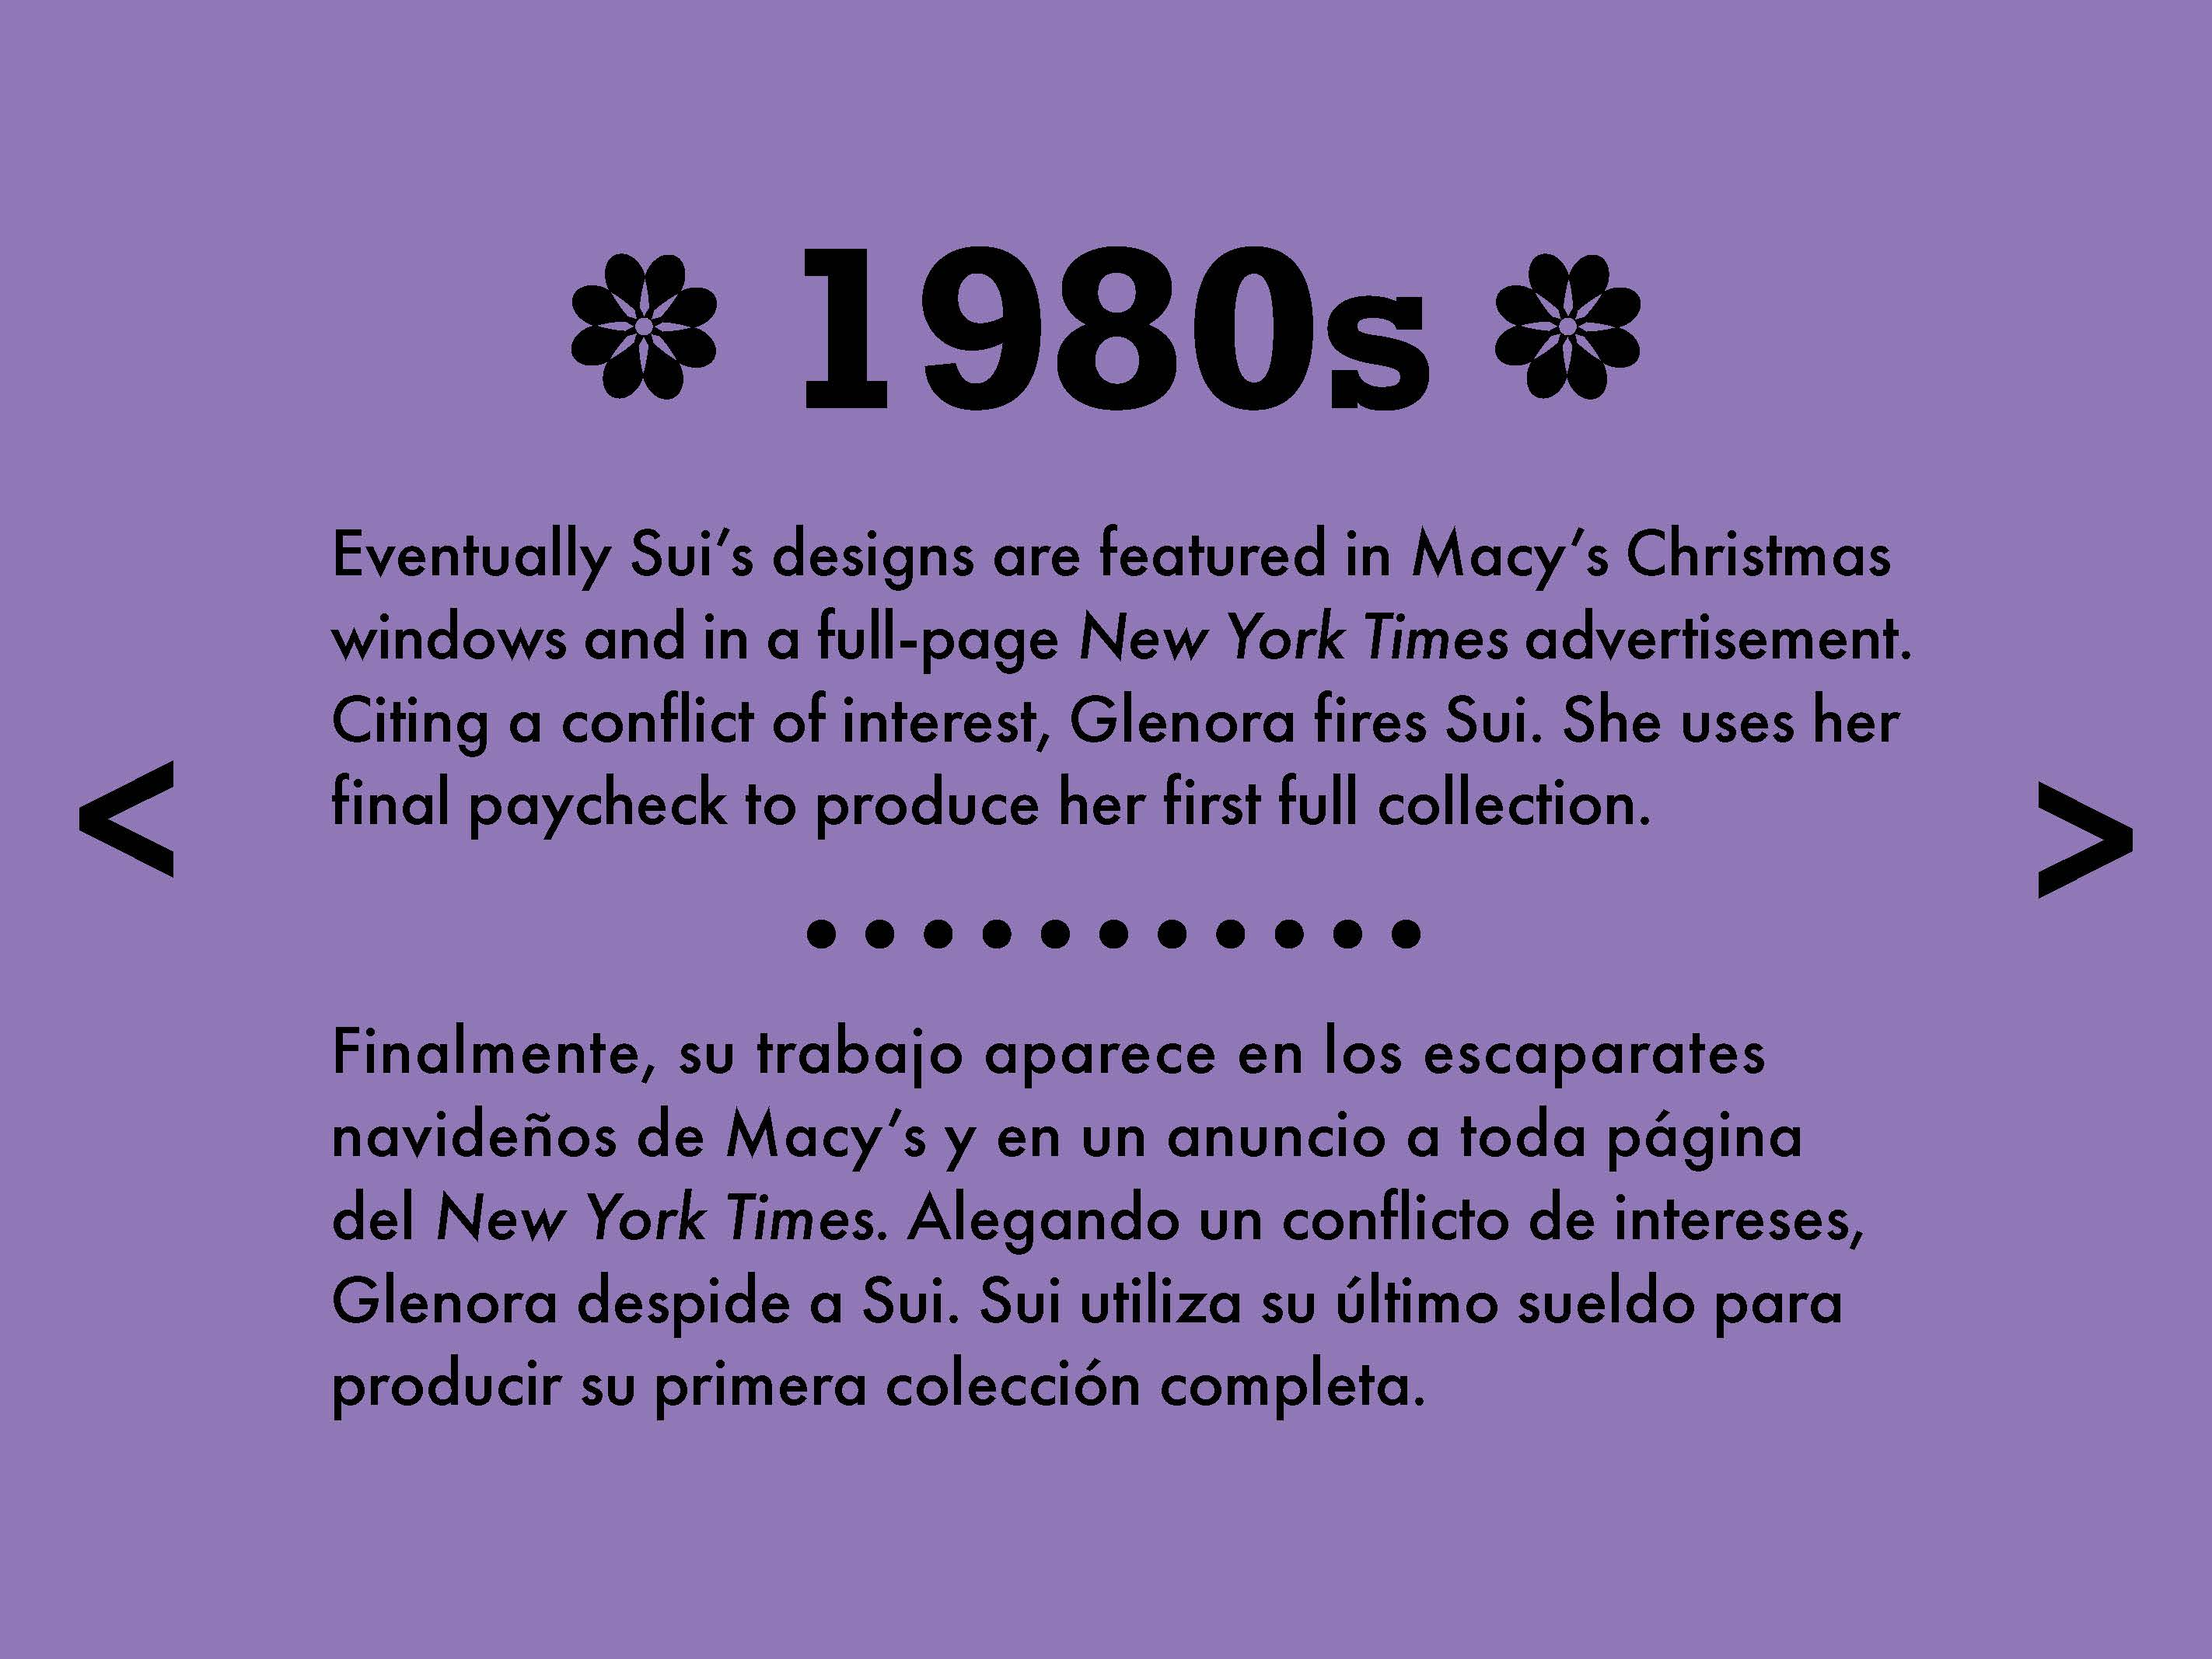 1980s
Eventually Sui’s designs are featured in Macy’s Christmas
windows and in a full-page New York Times advertisement.
Citing a conflict of interest, Glenora fires Sui. She uses her
final paycheck to produce her first full collection.
< >
Finalmente, su trabajo aparece en los escaparates
navideños de Macy’s y en un anuncio a toda página
del New York Times. Alegando un conflicto de intereses,
Glenora despide a Sui. Sui utiliza su último sueldo para
producir su primera colección completa.